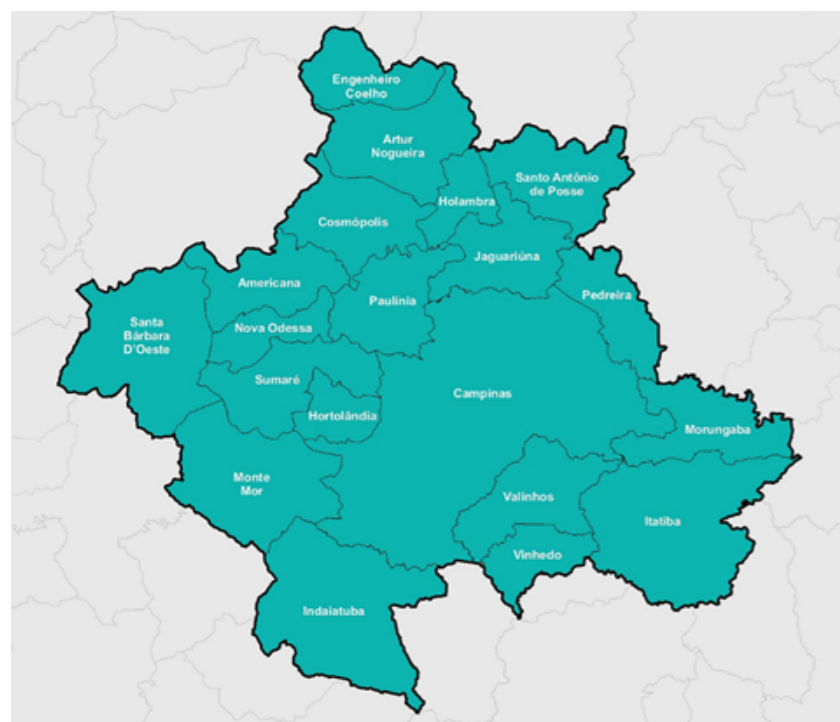 Engenheiro
Coelho
Artur
Nogueira
Santo Antônio
de Posse
Holambra
Cosmópolis
Jaguariúna
Americana
Paulínia
Pedreira
Santa
Bárbara
D'Oeste
Nova Odessa
Sumaré
Campinas
Hortolândia
Morungaba
Monte
Mor
Valinhos
Itatiba
Vinhedo
Indaiatuba